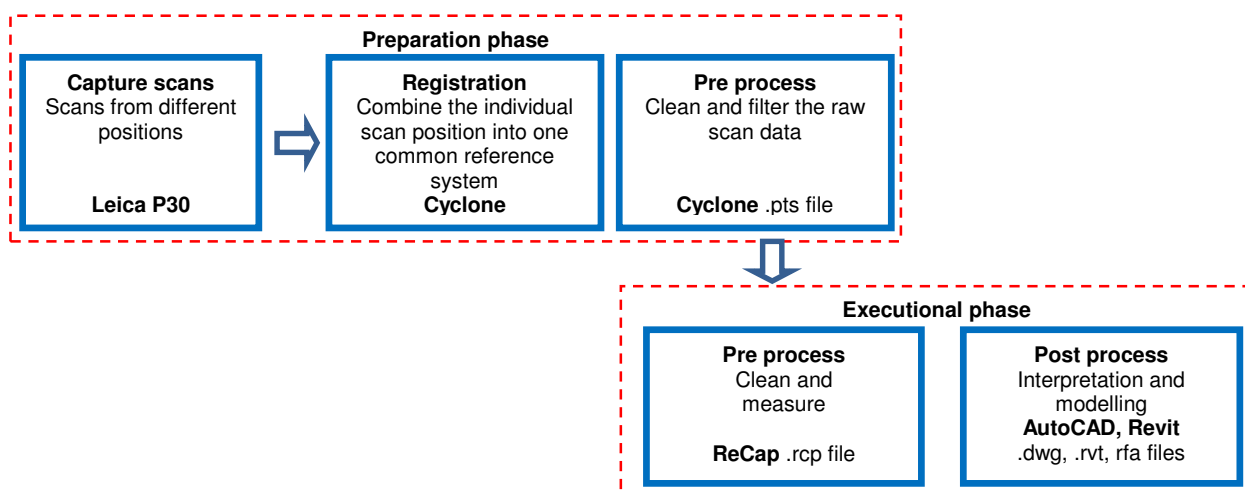 Preparation phase
Capture scans
Scans from different
positions
Leica P30
Registration
Combine the individual
scan position into one
common reference
system
Cyclone
Pre process
Clean and filter the raw
scan data
Cyclone .pts file
Executional phase
Pre process
Clean and
measure
ReCap .rcp file
Post process
Interpretation and
modelling
AutoCAD, Revit
.dwg, .rvt, rfa files